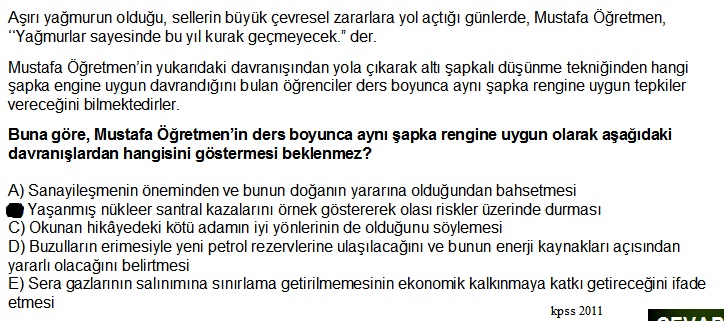 Aşırı yağmurun olduğu, sellerin büyük çevresel zararlara yol açtığı günlerde, Mustafa Öğretmen,
‘‘Yağmurlar sayesinde bu yıl kurak geçmeyecek.” der.
Mustafa Öğretmen’in yukarıdaki davranışından yola çıkarak altı şapkalı düşünme tekniğinden hangi
şapka engine uygun davrandığını bulan öğrenciler ders boyunca aynı şapka rengine uygun tepkiler
vereceğini bilmektedirler.
Buna göre, Mustafa Öğretmen’in ders boyunca aynı şapka rengine uygun olarak aşağıdaki
davranışlardan hangisini göstermesi beklenmez?
A) Sanayileşmenin öneminden ve bunun doğanın yararına olduğundan bahsetmesi
Yaşanmış nükleer santral kazalarını örnek göstererek olası riskler üzerinde durması
C) Okunan hikâyedeki kötü adamın iyi yönlerinin de olduğunu söylemesi
D) Buzulların erimesiyle yeni petrol rezervlerine ulaşılacağını ve bunun enerji kaynakları açısından
yararlı olacağını belirtmesi
E) Sera gazlarının salınımına sınırlama getirilmemesinin ekonomik kalkınmaya katkı getireceğini ifade
etmesi
kpss 2011